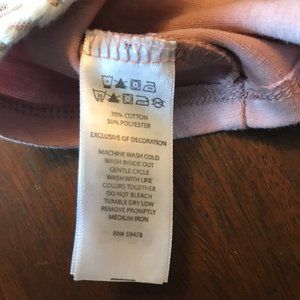 70% COTTON
30% POLYESTER
EXCLUSIVE OF DECORATION
MACHINE WASH COLD
WASH INSIDE OUT
GENTLE CYCLE
WASH WITH LIKE
COLORS TOGETHER
DO NOT BLEACH
TUMBLE DRY LOW
REMOVE PROMPTLY
MEDIUM IRON
RN# 59478